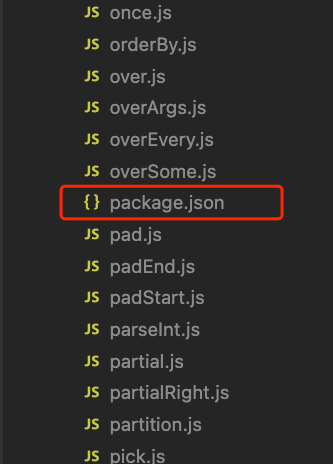 JS once.js
JS orderBy.js
JS over.js
JS overArgs.js
JS overEvery.js
JS overSome.js
{ } package.json
JS pad.js
JS padEnd.js
JS padStart.js
JS parseInt.js
JS partial.js
JS partialRight.js
JS partition.js
JS pick.js